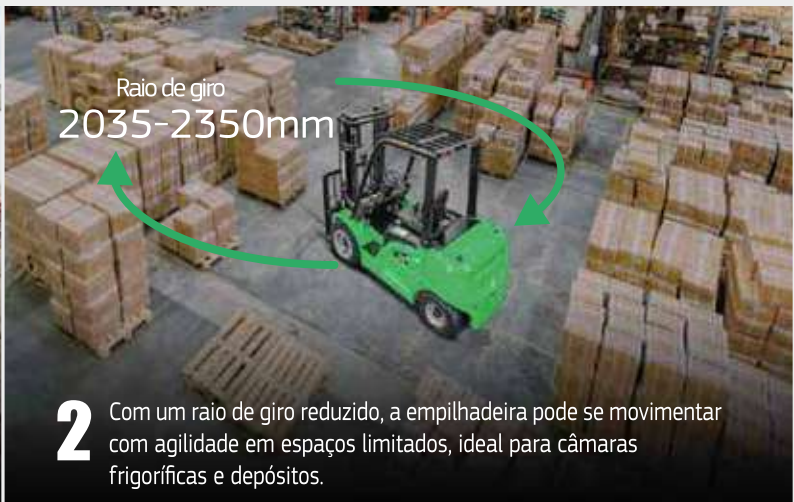 Raio de giro
2035-2350mm
2 Com um raio de giro reduzido, a empilhadeira pode se movimentar
com agilidade em espaços limitados, ideal para câmaras
frigoríficas e depósitos.